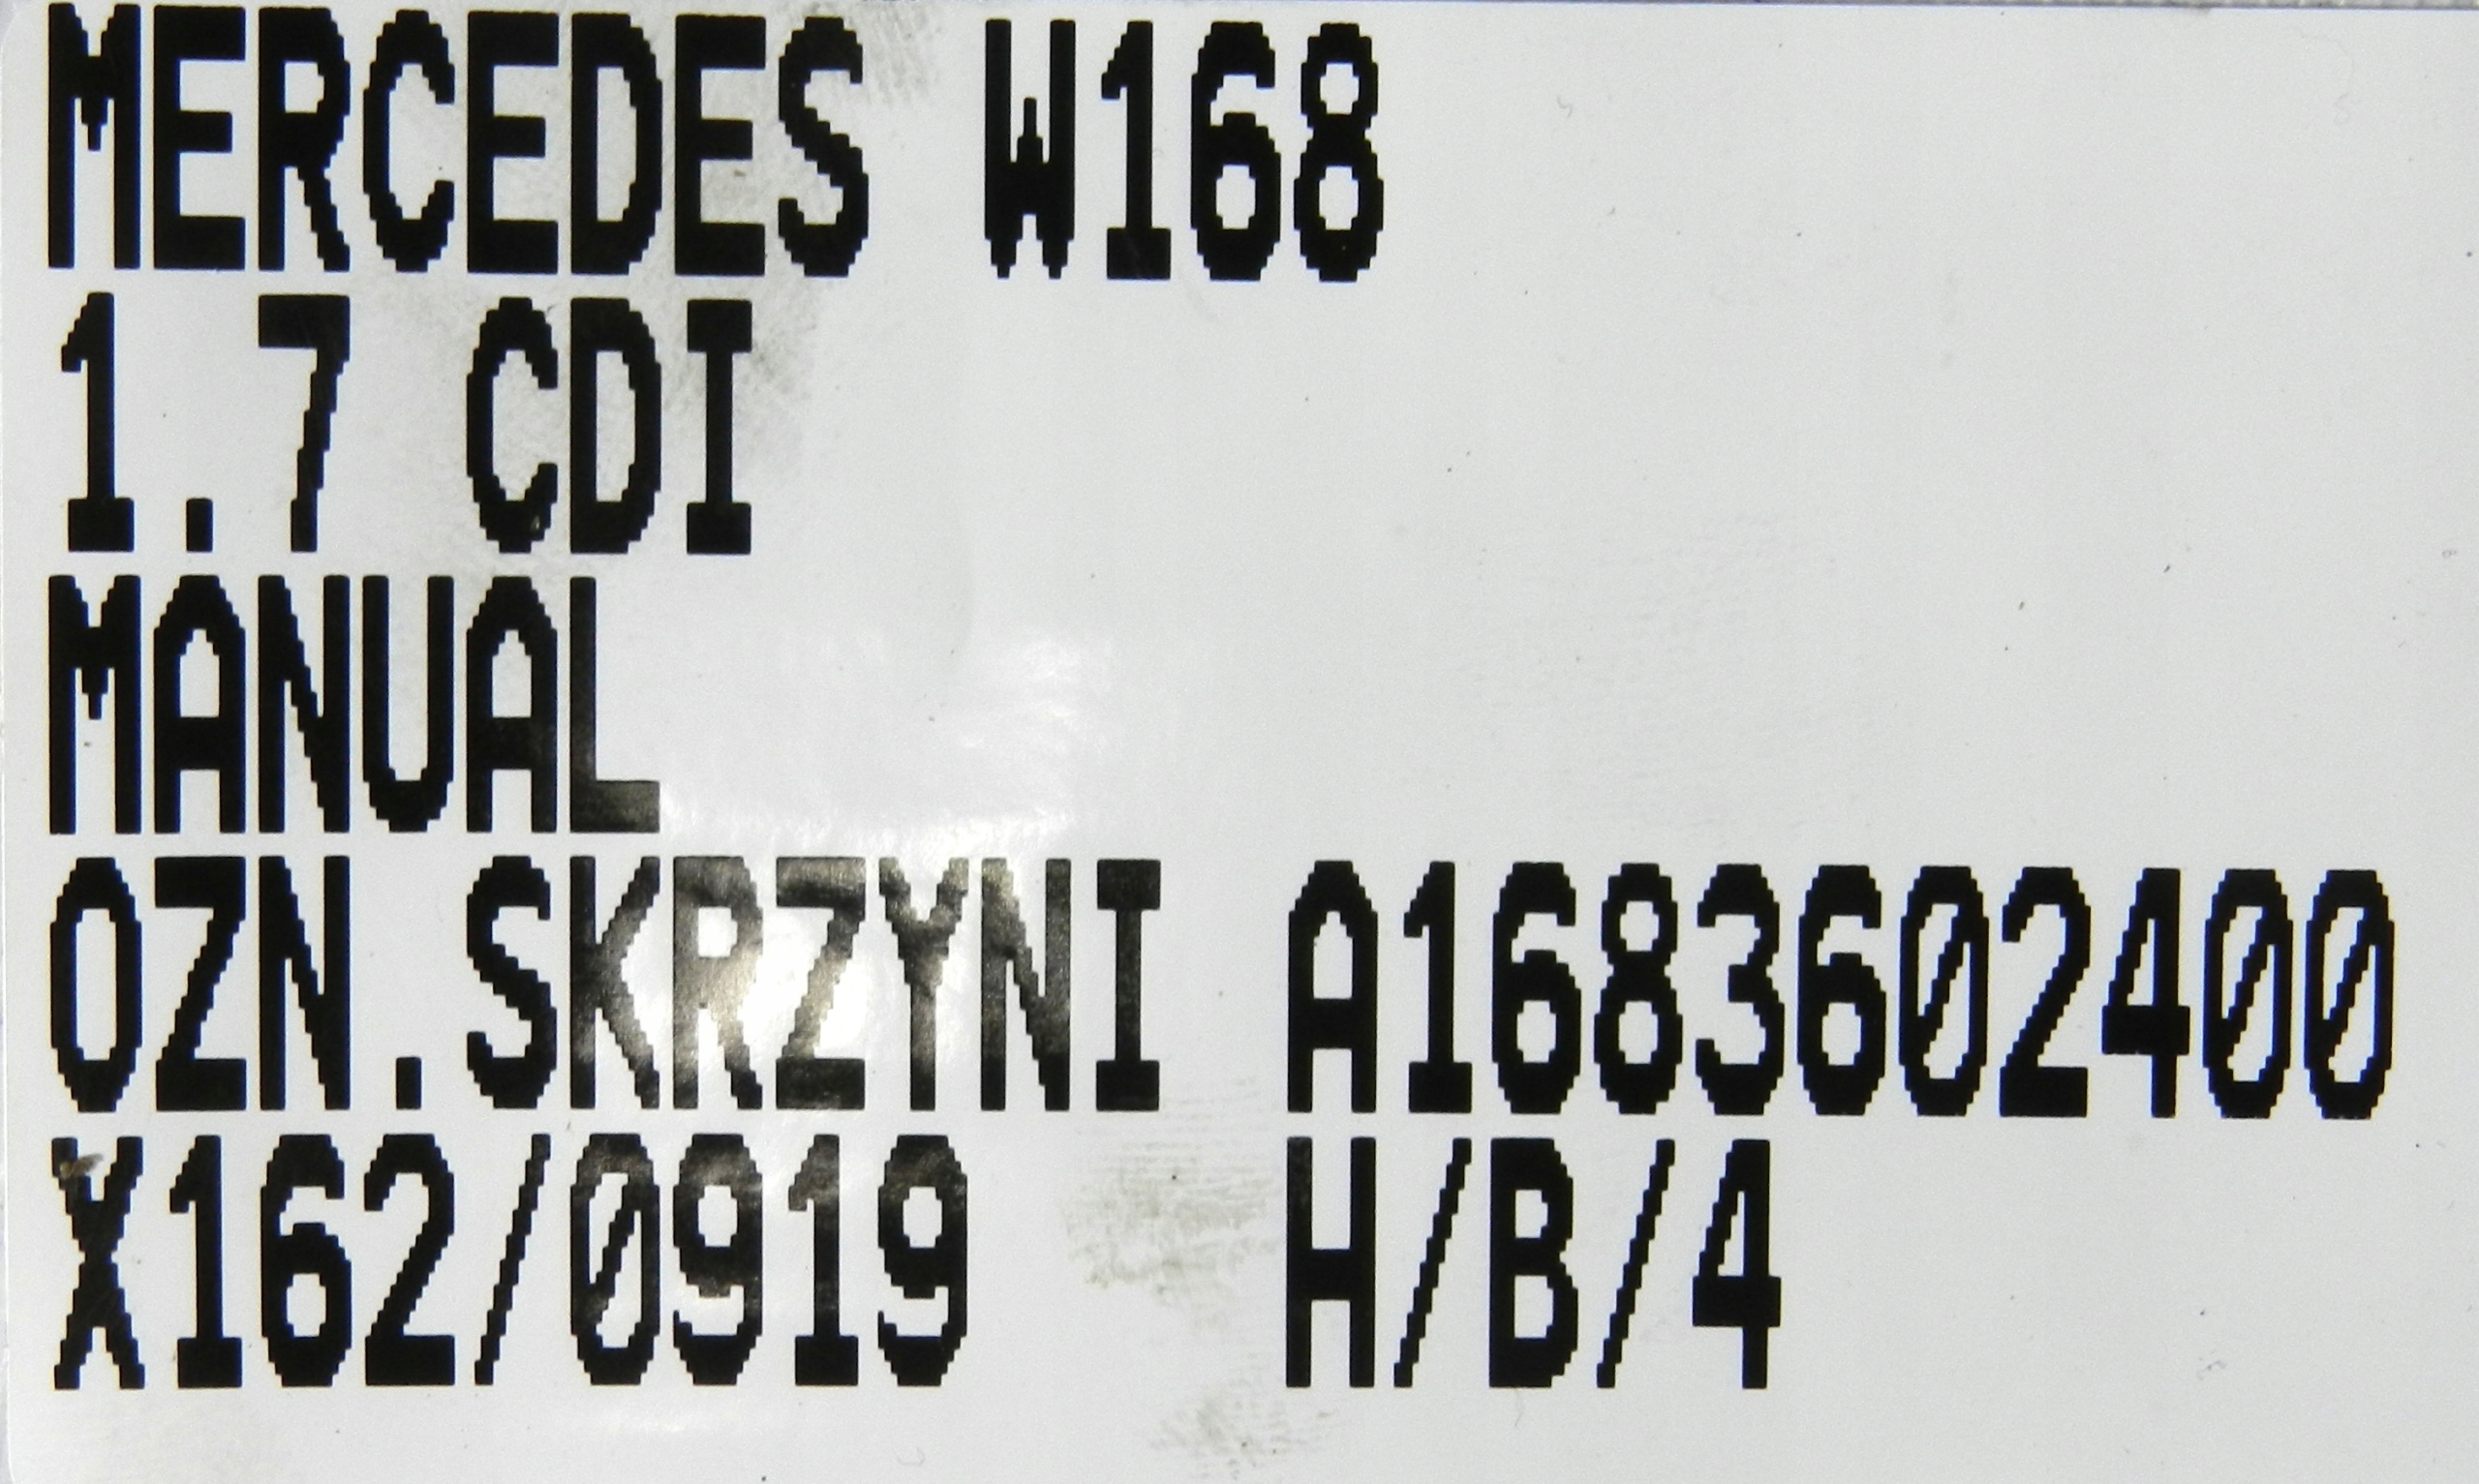 MERCEDES W168
1.7 CDI
MANUAL
OZN.SKRZYNI A1683602400
X162/0919 H/B/4